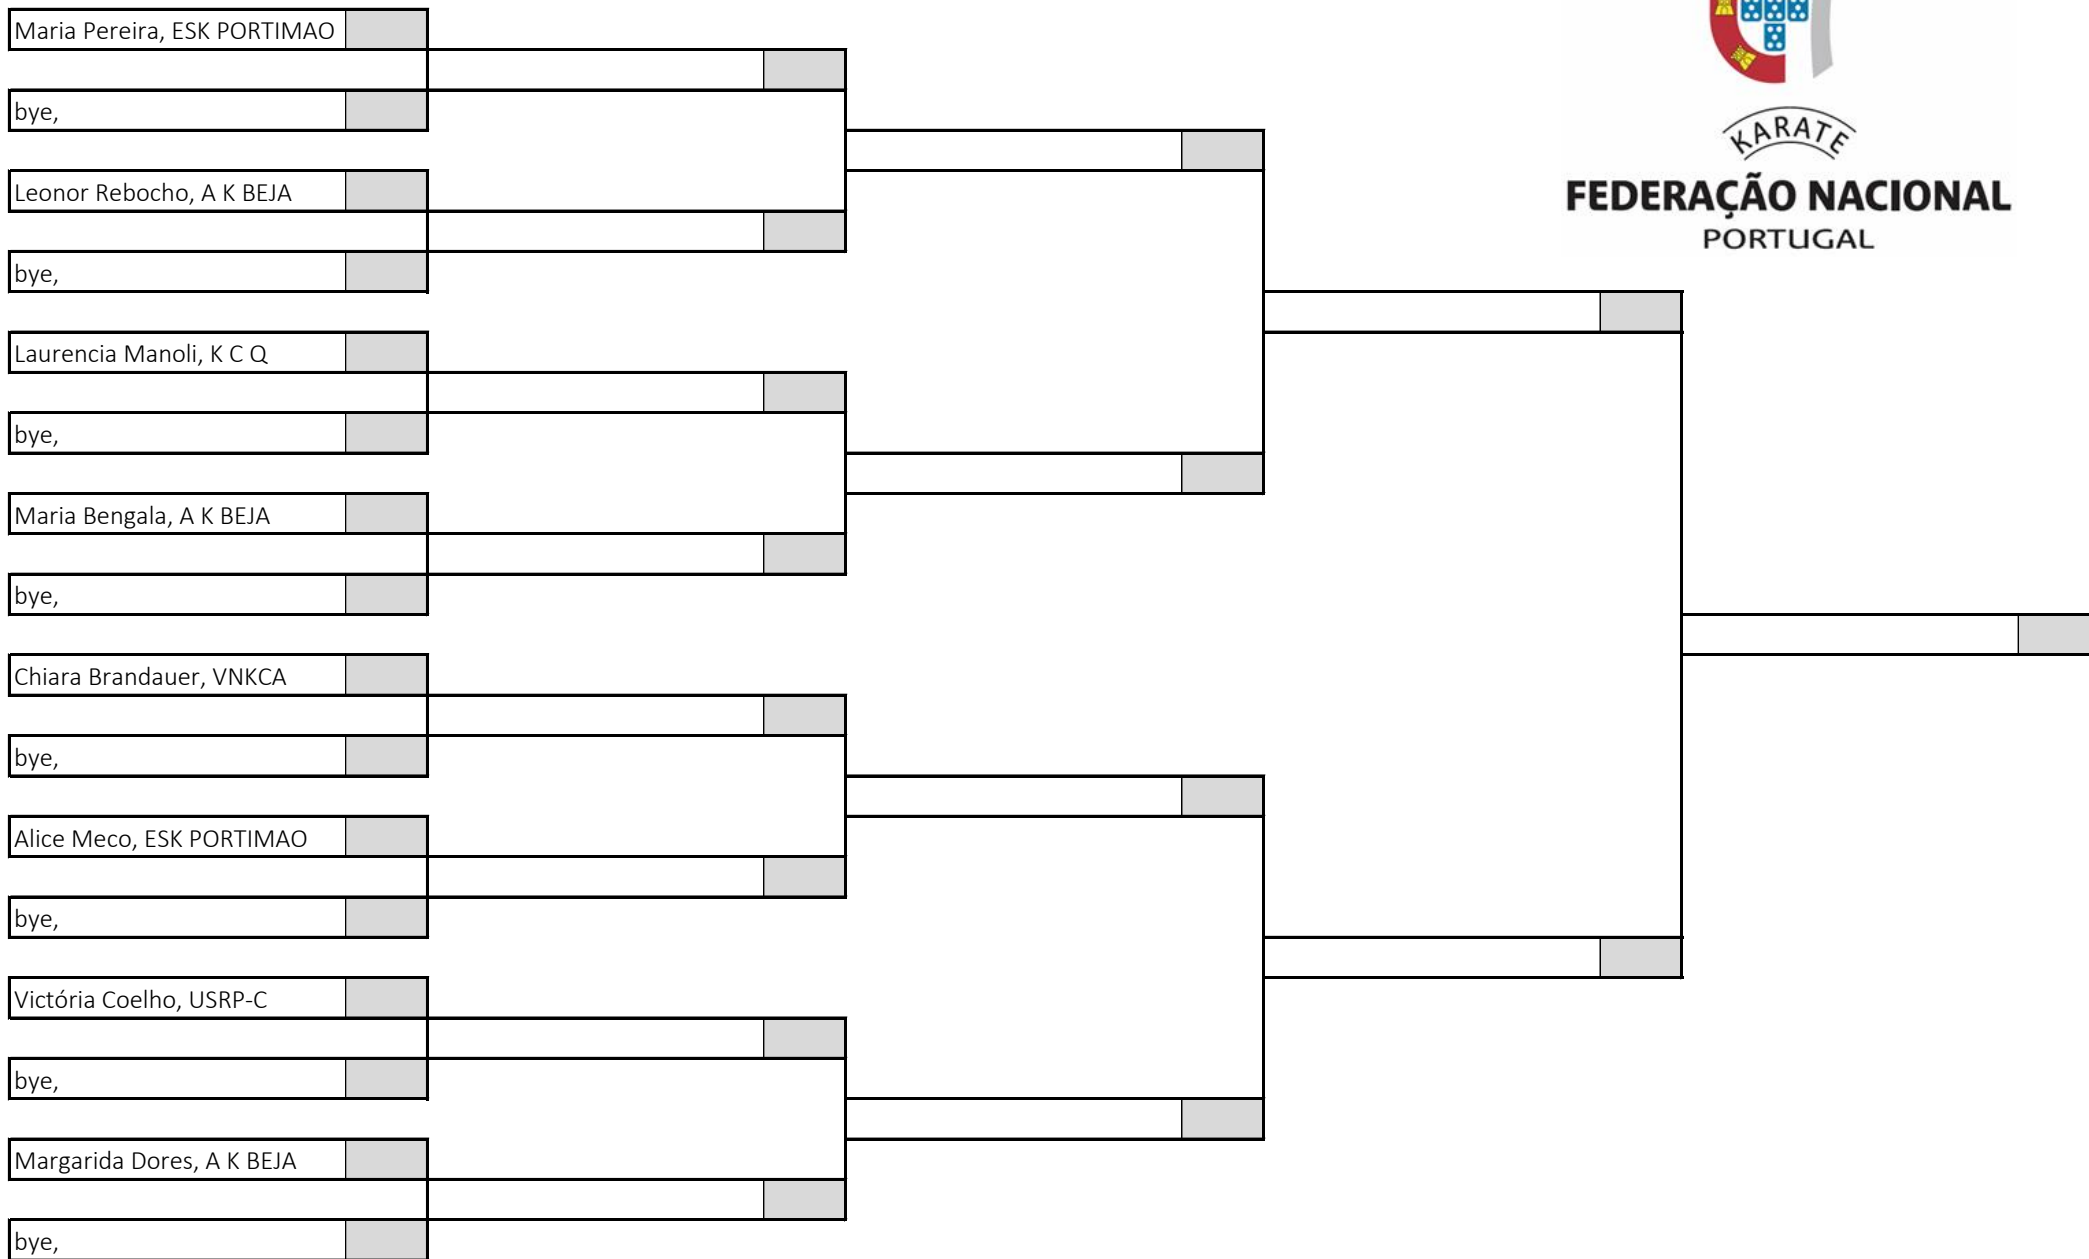 Maria Pereira, ESK PORTIMAO
bye,
KARATE
Leonor Rebocho, A K BEJA
FEDERAÇÃO NACIONAL
PORTUGAL
bye,
Laurencia Manoli, K C Q
bye,
Maria Bengala, A K BEJA
bye,
Chiara Brandauer, VNKCA
bye,
Alice Meco, ESK PORTIMAO
bye,
Victória Coelho, USRP-C
bye,
Margarida Dores, A K BEJA
bye,